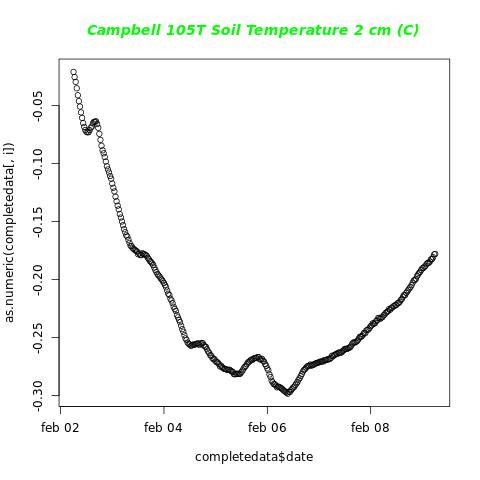 Campbell 105T Soil Temperature 2 cm (C)
as.numeric(completedata[, i])
-0.05
-0.10
-0.15
-0.20
-0.25
-0.30
feb 02 feb 04 feb 06 feb 08
completedata$date